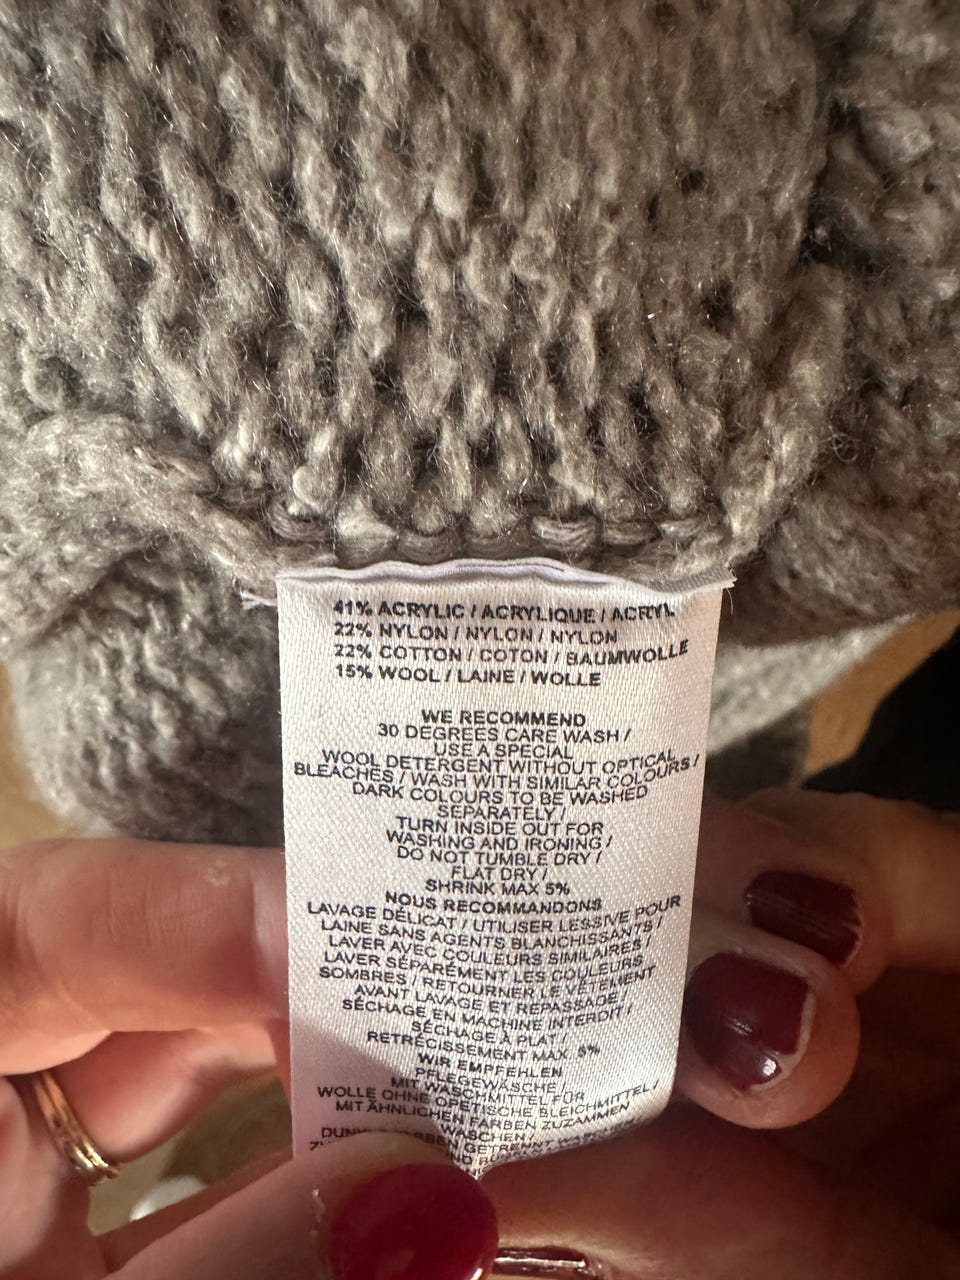 41% ACRYLIC / ACRYLIQUE / ACRYL
22% NYLON / NYLON / NYLON
22% COTTON / COTON / BAUMWOLLE
15% WOOL / LAINE / WOLLE
WE RECOMMEND
30 DEGREES CARE WASH /
USE A SPECIAL
WOOL DETERGENT WITHOUT OPTICAL
BLEACHES / WASH WITH SIMILAR COLOURS /
DARK COLOURS TO BE WASHED
SEPARATELY /
TURN INSIDE OUT FOR
WASHING AND IRONING /
DO NOT TUMBLE DRY /
FLAT DRY /
SHRINK MAX 5%
NOUS RECOMMANDONS
LAVAGE DÉLICAT / UTILISER LESSIVE POUR
LAINE SANS AGENTS BLANCHISSANTS /
LAVER AVEC COULEURS SIMILAIRES /
LAVER SÉPARÉMENT LES COULEURS
SOMBRES / RETOURNER LE VÊTEMENT
AVANT LAVAGE ET REPASSAGE /
SÉCHAGE EN MACHINE INTERDIT /
SÉCHAGE À PLAT /
RETRÉCISSEMENT MAX 5%
WIR EMPFEHLEN
PFLEGEWÄSCHE /
MIT WASCHMITTEL FÜR
WOLLE OHNE OPETISCHE BLEICHMITTEL /
MIT ÄHNLICHEN FARBEN ZUZAMMEN
WASCHEN /
GETRENNT